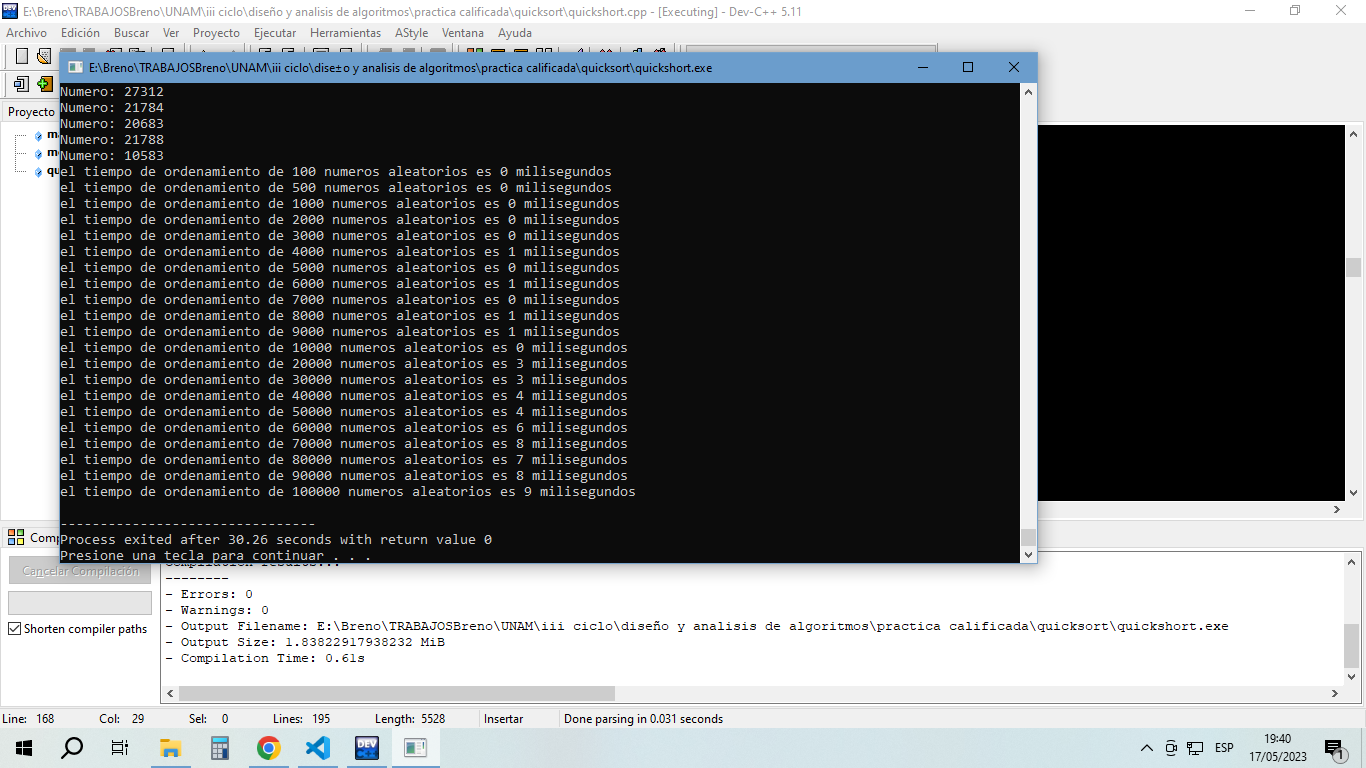 E:\Breno\TRABAJOSBreno\UNAM\iii ciclo\diseño y analisis de algoritmos\practica calificada\quicksort\quickshort.cpp - [Executing] - Dev-C++ 5.11
Archivo Edición Buscar Ver Proyecto Ejecutar Herramientas AStyle Ventana Ayuda
E:\Breno\TRABAJOSBreno\UNAM\iii ciclo\dise±o y analisis de algoritmos\practica calificada\quicksort\quickshort.exe
Proyecto
Numero: 27312
Numero: 21784
Numero: 20683
Numero: 21788
Numero: 10583
el tiempo de ordenamiento de 100 numeros aleatorios es 0 milisegundos
el tiempo de ordenamiento de 500 numeros aleatorios es 0 milisegundos
el tiempo de ordenamiento de 1000 numeros aleatorios es 0 milisegundos
el tiempo de ordenamiento de 2000 numeros aleatorios es 0 milisegundos
el tiempo de ordenamiento de 3000 numeros aleatorios es 0 milisegundos
el tiempo de ordenamiento de 4000 numeros aleatorios es 1 milisegundos
el tiempo de ordenamiento de 5000 numeros aleatorios es 0 milisegundos
el tiempo de ordenamiento de 6000 numeros aleatorios es 1 milisegundos
el tiempo de ordenamiento de 7000 numeros aleatorios es 0 milisegundos
el tiempo de ordenamiento de 8000 numeros aleatorios es 1 milisegundos
el tiempo de ordenamiento de 9000 numeros aleatorios es 1 milisegundos
el tiempo de ordenamiento de 10000 numeros aleatorios es 0 milisegundos
el tiempo de ordenamiento de 20000 numeros aleatorios es 3 milisegundos
el tiempo de ordenamiento de 30000 numeros aleatorios es 3 milisegundos
el tiempo de ordenamiento de 40000 numeros aleatorios es 4 milisegundos
el tiempo de ordenamiento de 50000 numeros aleatorios es 4 milisegundos
el tiempo de ordenamiento de 60000 numeros aleatorios es 6 milisegundos
el tiempo de ordenamiento de 70000 numeros aleatorios es 8 milisegundos
el tiempo de ordenamiento de 80000 numeros aleatorios es 7 milisegundos
el tiempo de ordenamiento de 90000 numeros aleatorios es 8 milisegundos
el tiempo de ordenamiento de 100000 numeros aleatorios es 9 milisegundos
--------------------------------
Process exited after 30.26 seconds with return value 0
Presione una tecla para continuar . . .
Cancelar Compilación
Shorten compiler paths
Compilation results...
--------
- Errors: 0
- Warnings: 0
- Output Filename: E:\Breno\TRABAJOSBreno\UNAM\iii ciclo\diseño y analisis de algoritmos\practica calificada\quicksort\quickshort.exe
- Output Size: 1.83822917938232 MiB
- Compilation Time: 0.61s
Line: 168 Col: 29 Sel: 0 Lines: 195 Length: 5528 Insertar Done parsing in 0.031 seconds
DEV
ESP
19:40
17/05/2023
1